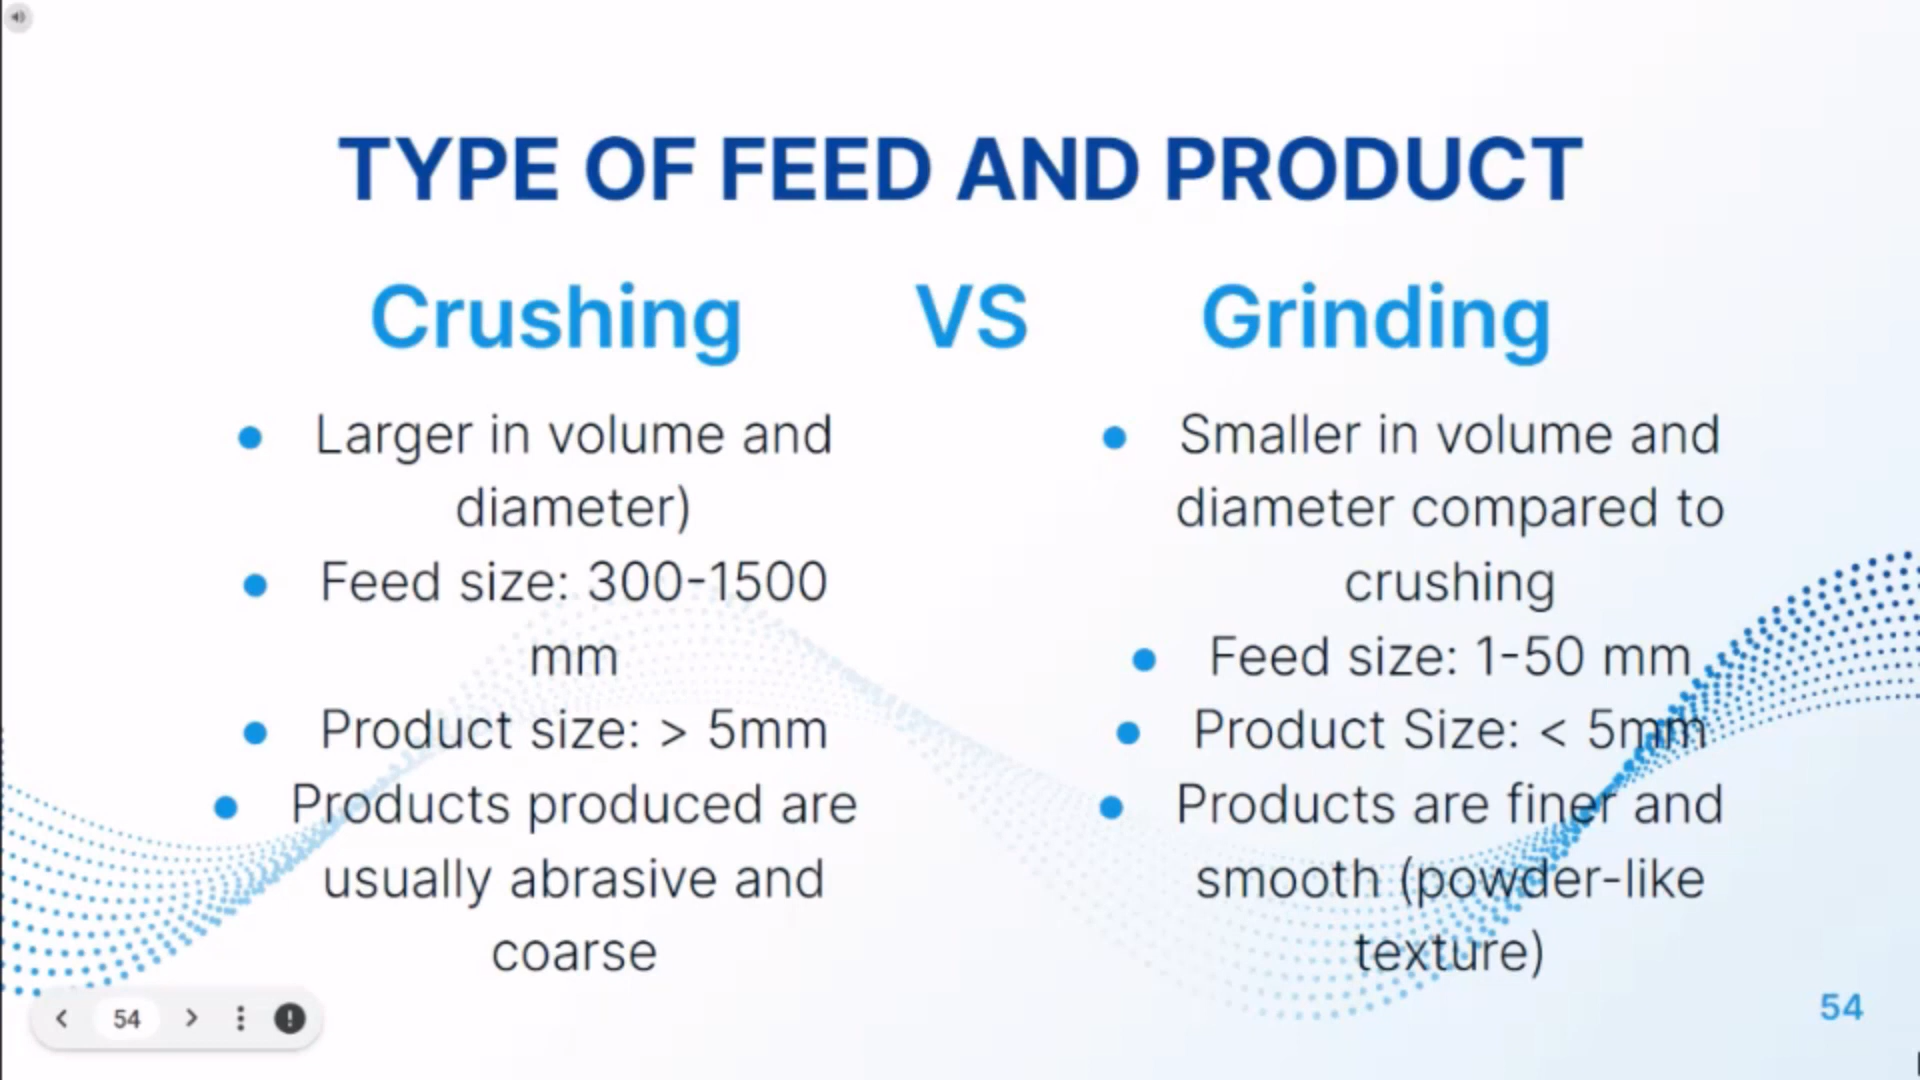 TYPE OF FEED AND PRODUCT
Crushing VS Grinding
Larger in volume and
diameter)
Feed size: 300-1500
mm
Product size: > 5mm
Products produced are
usually abrasive and
coarse
Smaller in volume and
diameter compared to
crushing
Feed size: 1-50 mm
Product Size: < 5mm
Products are finer and
smooth (powder-like
texture)
54
54